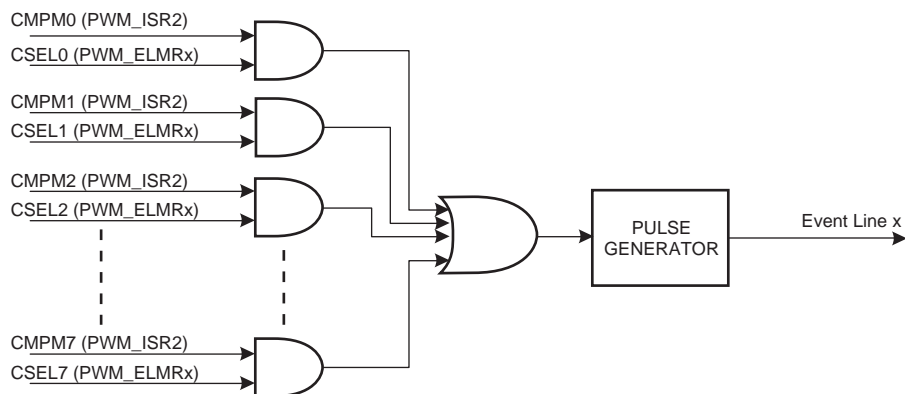 CMPM0 (PWM_ISR2)
CSEL0 (PWM_ELMRx)
CMPM1 (PWM_ISR2)
CSEL1 (PWM_ELMRx)
CMPM2 (PWM_ISR2)
CSEL2 (PWM_ELMRx)
CMPM7 (PWM_ISR2)
CSEL7 (PWM_ELMRx)
PULSE
GENERATOR
Event Line x